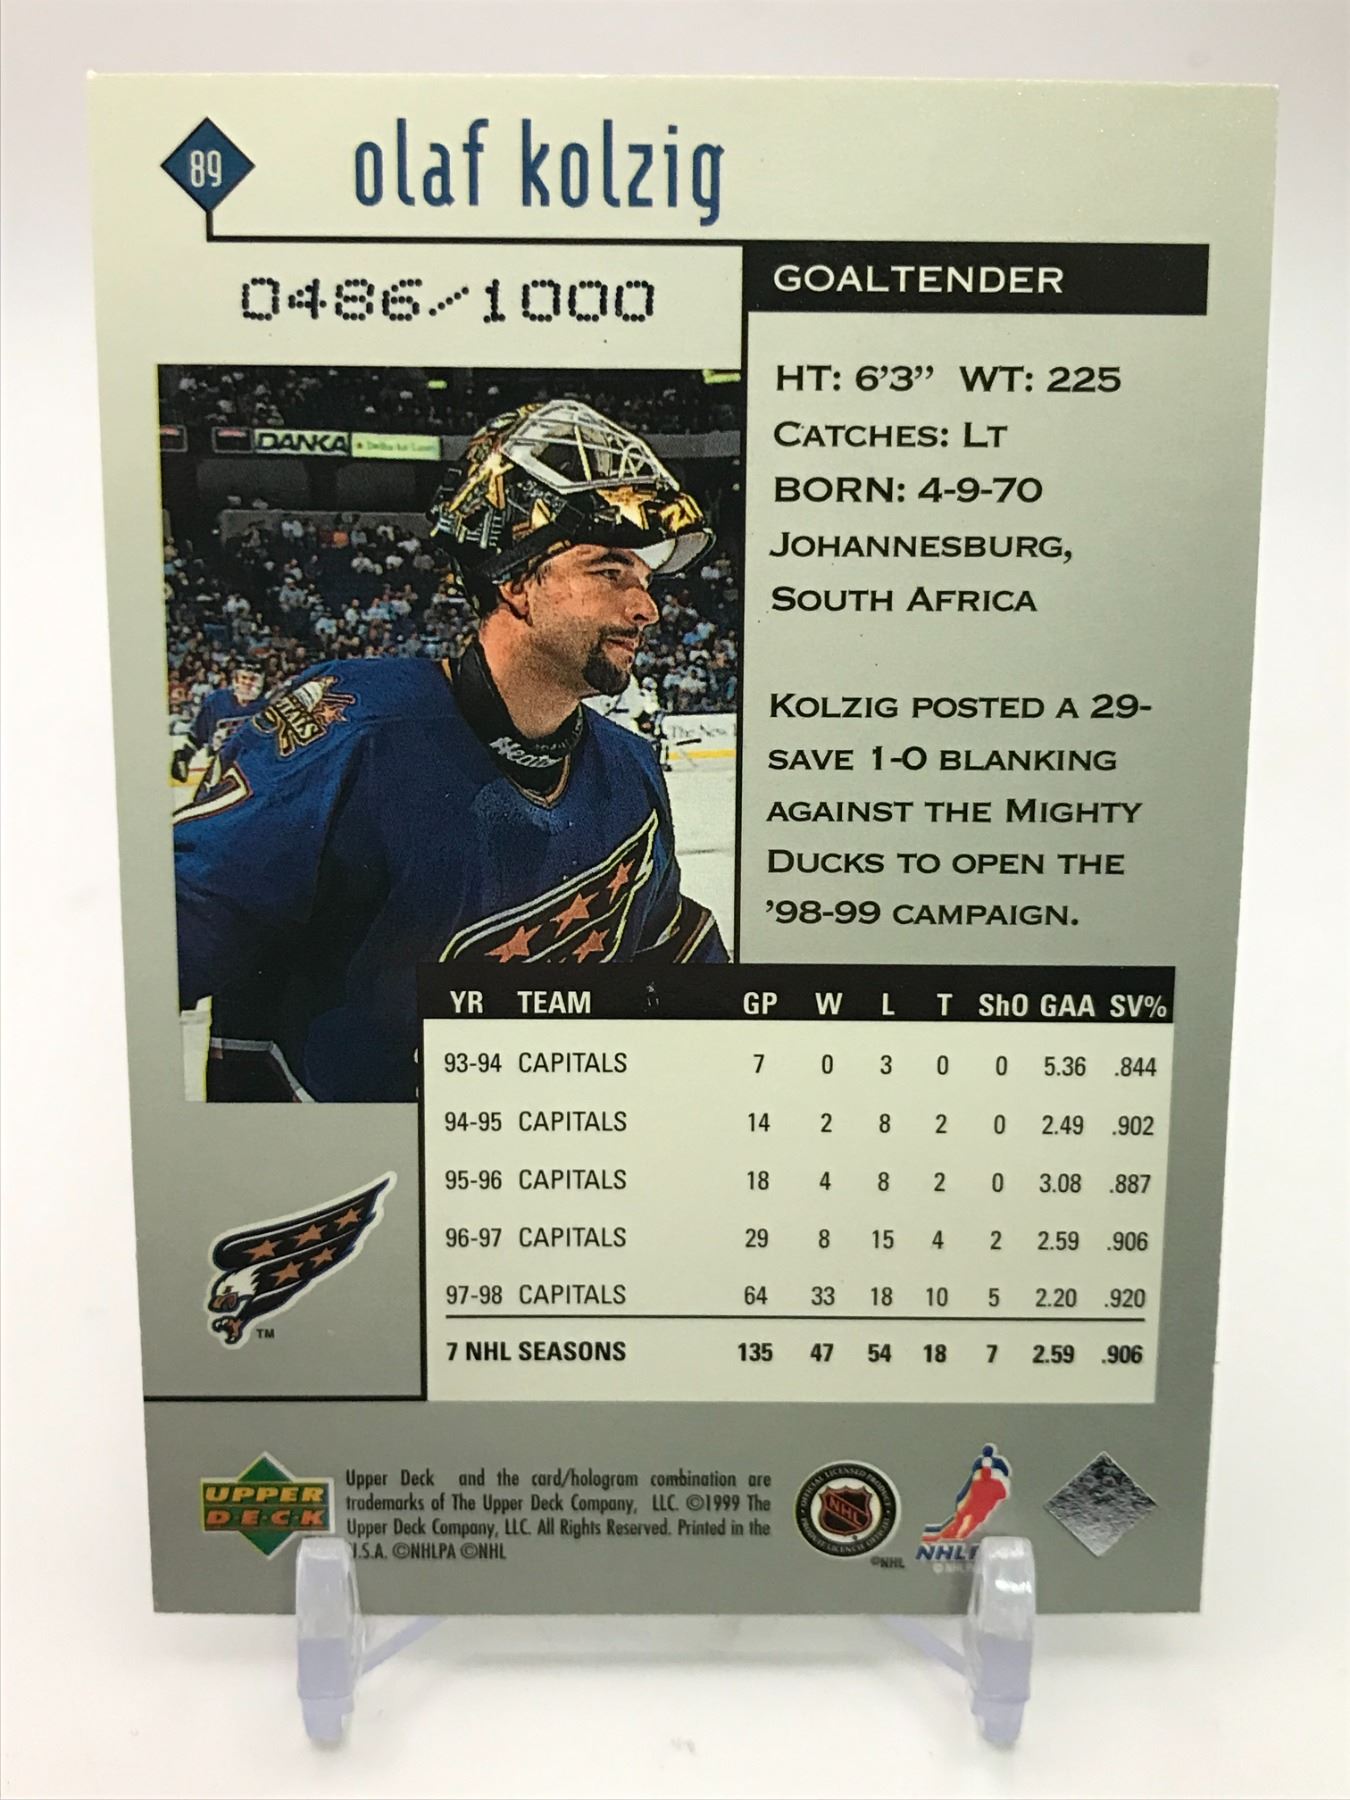 89
olaf kolzig
0486/1000
GOALTENDER
HT: 6'3” WT: 225
CATCHES: LT
BORN: 4-9-70
JOHANNESBURG,
SOUTH AFRICA
KOLZIG POSTED A 29-
SAVE 1-0 BLANKING
AGAINST THE MIGHTY
DUCKS TO OPEN THE
'98-99 CAMPAIGN.
DANKA
YR TEAM GP W L T ShO GAA SV%
93-94 CAPITALS 7 0 3 0 0 5.36 .844
94-95 CAPITALS 14 2 8 2 0 2.49 .902
95-96 CAPITALS 18 4 8 2 0 3.08 .887
96-97 CAPITALS 29 8 15 4 2 2.59 .906
97-98 CAPITALS 64 33 18 10 5 2.20 .920
7 NHL SEASONS 135 47 54 18 7 2.59 .906
TM
UPPER
D·E·C·K
Upper Deck and the card/hologram combination are
trademarks of The Upper Deck Company, LLC. ©1999 The
Upper Deck Company, LLC. All Rights Reserved. Printed in the
.S.A. ©NHLPA ©NHL
NHL
©NHL
NHL